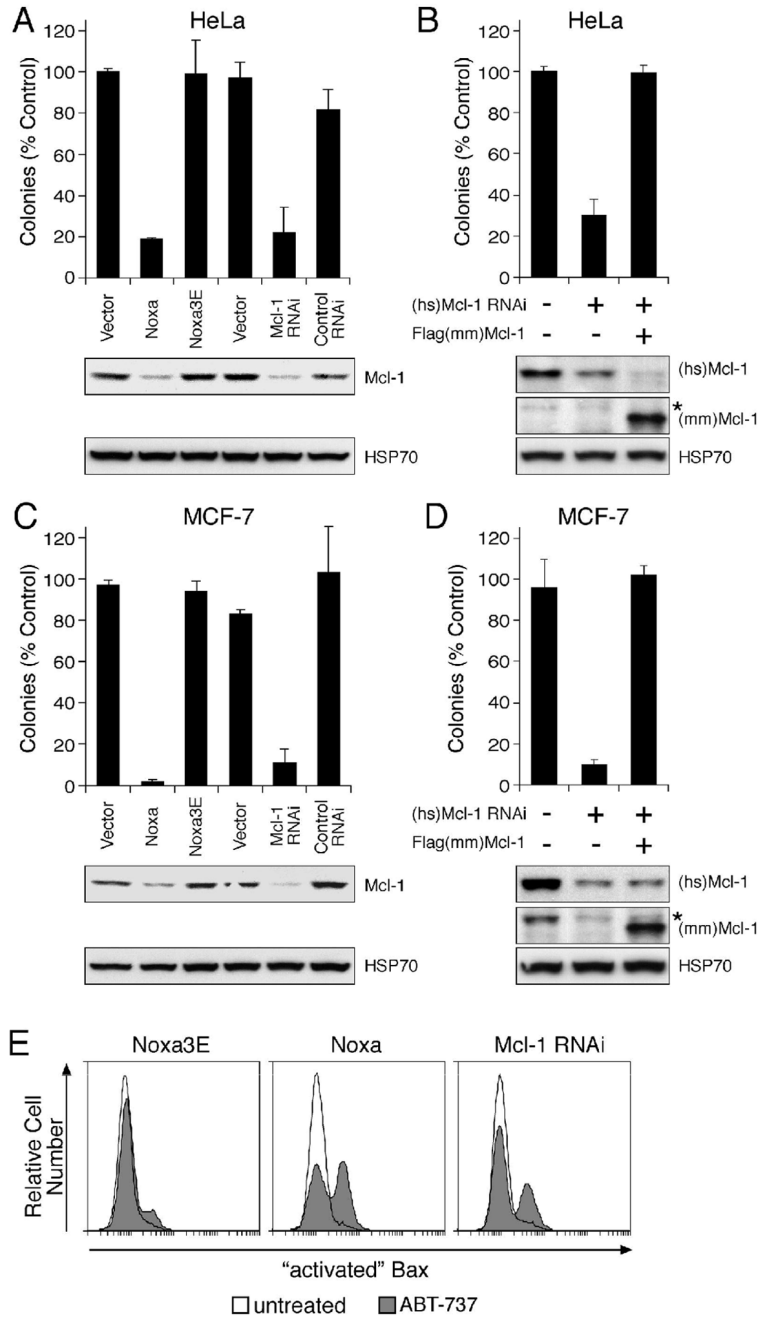 A HeLa
Colonies (% Control)
120
100
80
60
40
20
0
Vector
Noxa
Noxa3E
Vector
Mcl-1 RNAi
Control RNAi
Mcl-1
HSP70
B HeLa
Colonies (% Control)
120
100
80
60
40
20
0
(hs)Mcl-1 RNAi - + +
Flag(mm)Mcl-1 - - +
(hs)Mcl-1
*
(mm)Mcl-1
HSP70
C MCF-7
Colonies (% Control)
120
100
80
60
40
20
0
Vector
Noxa
Noxa3E
Vector
Mcl-1 RNAi
Control RNAi
Mcl-1
HSP70
D MCF-7
Colonies (% Control)
120
100
80
60
40
20
0
(hs)Mcl-1 RNAi - + +
Flag(mm)Mcl-1 - - +
(hs)Mcl-1
*
(mm)Mcl-1
HSP70
E
Noxa3E Noxa Mcl-1 RNAi
Relative Cell
Number
“activated” Bax
untreated ABT-737